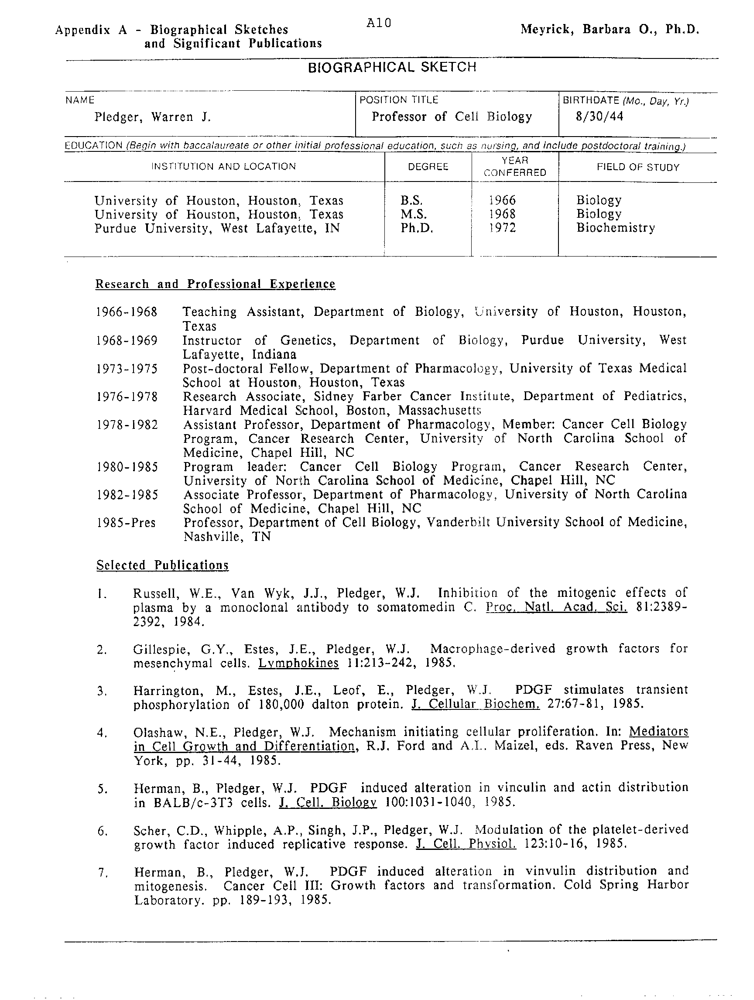 A10
Appendix A - Biographical Sketches
and Significant Publications
Meyrick, Barbara O., Ph.D.
BIOGRAPHICAL SKETCH
NAME
Pledger, Warren J.
POSITION TITLE
Professor of Cell Biology
BIRTHDATE (Mo., Day, Yr.)
8/30/44
EDUCATION (Begin with baccalaureate or other initial professional education, such as nursing, and include postdoctoral training.)
INSTITUTION AND LOCATION
DEGREE
YEAR
CONFERRED
FIELD OF STUDY
University of Houston, Houston, Texas B.S. 1966 Biology
University of Houston, Houston, Texas M.S. 1968 Biology
Purdue University, West Lafayette, IN Ph.D. 1972 Biochemistry
Research and Professional Experience
1966-1968 Teaching Assistant, Department of Biology, University of Houston, Houston,
Texas
1968-1969 Instructor of Genetics, Department of Biology, Purdue University, West
Lafayette, Indiana
1973-1975 Post-doctoral Fellow, Department of Pharmacology, University of Texas Medical
School at Houston, Houston, Texas
1976-1978 Research Associate, Sidney Farber Cancer Institute, Department of Pediatrics,
Harvard Medical School, Boston, Massachusetts
1978-1982 Assistant Professor, Department of Pharmacology, Member: Cancer Cell Biology
Program, Cancer Research Center, University of North Carolina School of
Medicine, Chapel Hill, NC
1980-1985 Program leader: Cancer Cell Biology Program, Cancer Research Center,
University of North Carolina School of Medicine, Chapel Hill, NC
1982-1985 Associate Professor, Department of Pharmacology, University of North Carolina
School of Medicine, Chapel Hill, NC
1985-Pres Professor, Department of Cell Biology, Vanderbilt University School of Medicine,
Nashville, TN
Selected Publications
1. Russell, W.E., Van Wyk, J.J., Pledger, W.J. Inhibition of the mitogenic effects of
plasma by a monoclonal antibody to somatomedin C. Proc. Natl. Acad. Sci. 81:2389-
2392, 1984.
2. Gillespie, G.Y., Estes, J.E., Pledger, W.J. Macrophage-derived growth factors for
mesenchymal cells. Lymphokines 11:213-242, 1985.
3. Harrington, M., Estes, J.E., Leof, E., Pledger, W.J. PDGF stimulates transient
phosphorylation of 180,000 dalton protein. J. Cellular Biochem. 27:67-81, 1985.
4. Olashaw, N.E., Pledger, W.J. Mechanism initiating cellular proliferation. In: Mediators
in Cell Growth and Differentiation, R.J. Ford and A.L. Maizel, eds. Raven Press, New
York, pp. 31-44, 1985.
5. Herman, B., Pledger, W.J. PDGF induced alteration in vinculin and actin distribution
in BALB/c-3T3 cells. J. Cell. Biology 100:1031-1040, 1985.
6. Scher, C.D., Whipple, A.P., Singh, J.P., Pledger, W.J. Modulation of the platelet-derived
growth factor induced replicative response. J. Cell. Physiol. 123:10-16, 1985.
7. Herman, B., Pledger, W.J. PDGF induced alteration in vinvulin distribution and
mitogenesis. Cancer Cell III: Growth factors and transformation. Cold Spring Harbor
Laboratory. pp. 189-193, 1985.